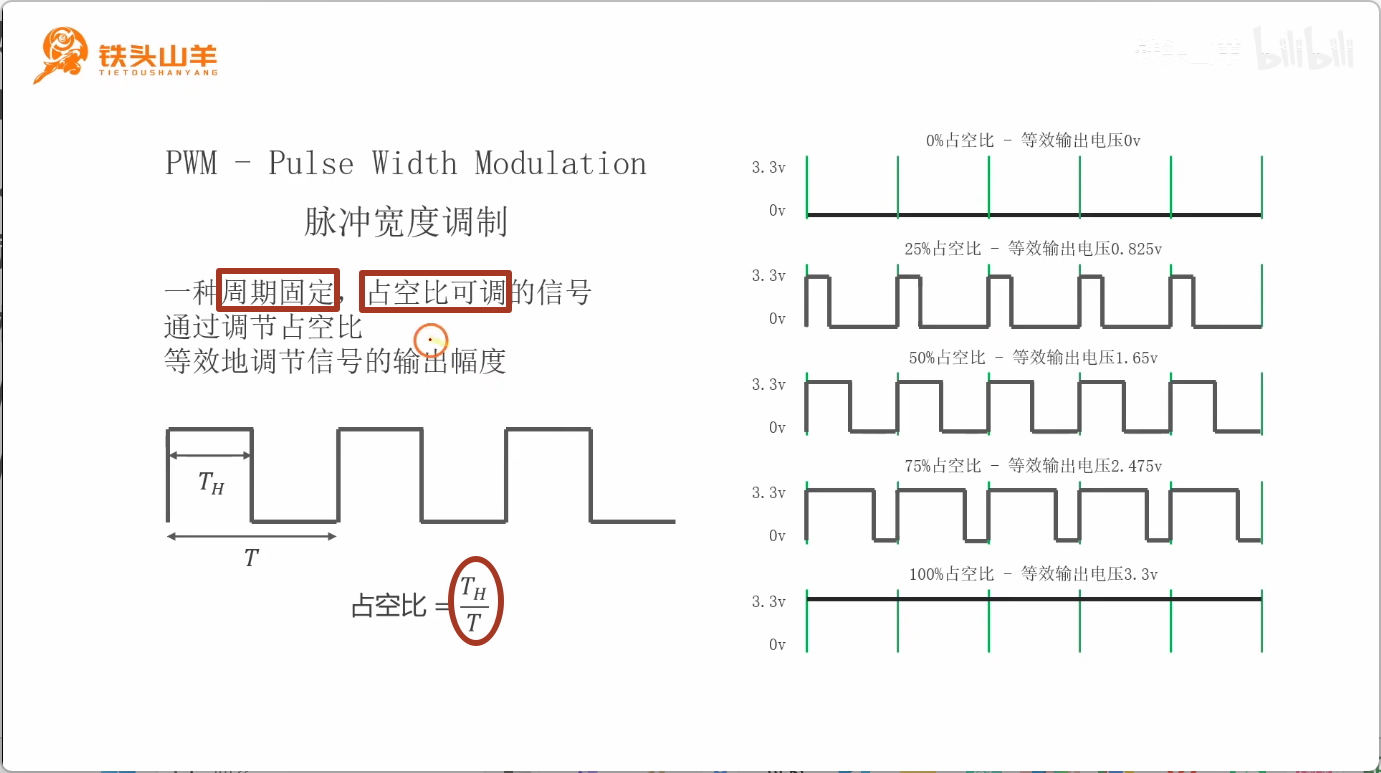 铁头山羊
TIETOUSHANYANG
bilibili
PWM - Pulse Width Modulation
脉冲宽度调制
一种周期固定，占空比可调的信号
通过调节占空比
等效地调节信号的输出幅度
T_H
T
占空比 = T_H / T
0%占空比 - 等效输出电压0v
3.3v
0v
25%占空比 - 等效输出电压0.825v
3.3v
0v
50%占空比 - 等效输出电压1.65v
3.3v
0v
75%占空比 - 等效输出电压2.475v
3.3v
0v
100%占空比 - 等效输出电压3.3v
3.3v
0v